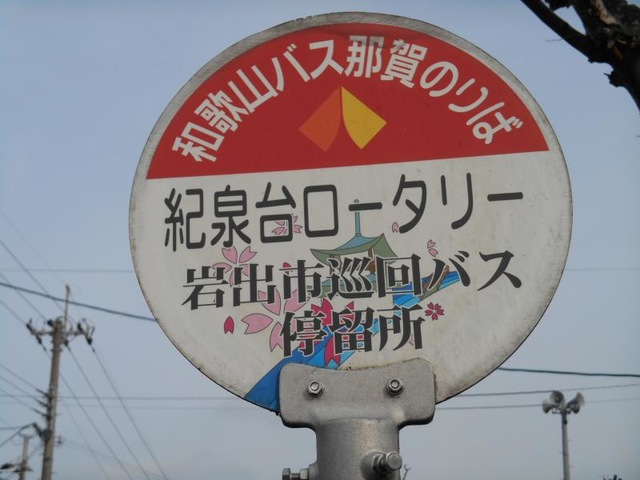 和歌山バス那賀のりば
紀泉台ロータリー
岩出市巡回バス
停留所